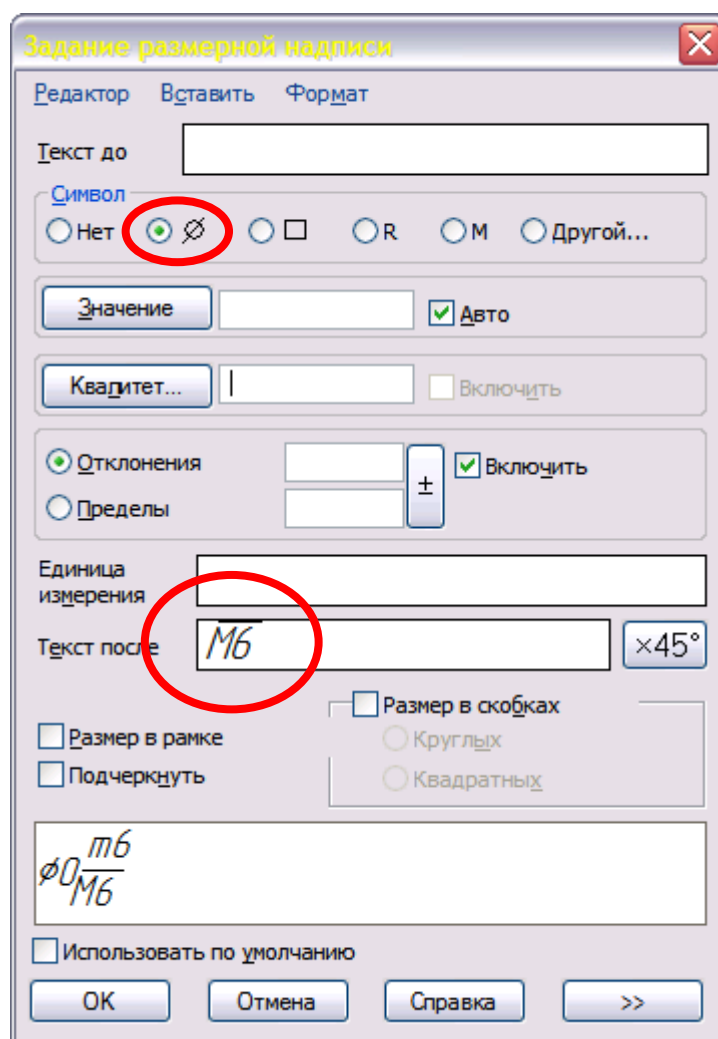 Задание размерной надписи
Редактор Вставить Формат
Текст до
Символ
Нет Ø □ R M Другой...
Значение Авто
Квалитет... Включить
Отклонения ± Включить
Пределы
Единица
измерения
Текст после M6 ×45°
Размер в скобках
Размер в рамке Круглых
Подчеркнуть Квадратных
m6
Ø0
M6
Использовать по умолчанию
OK Отмена Справка >>